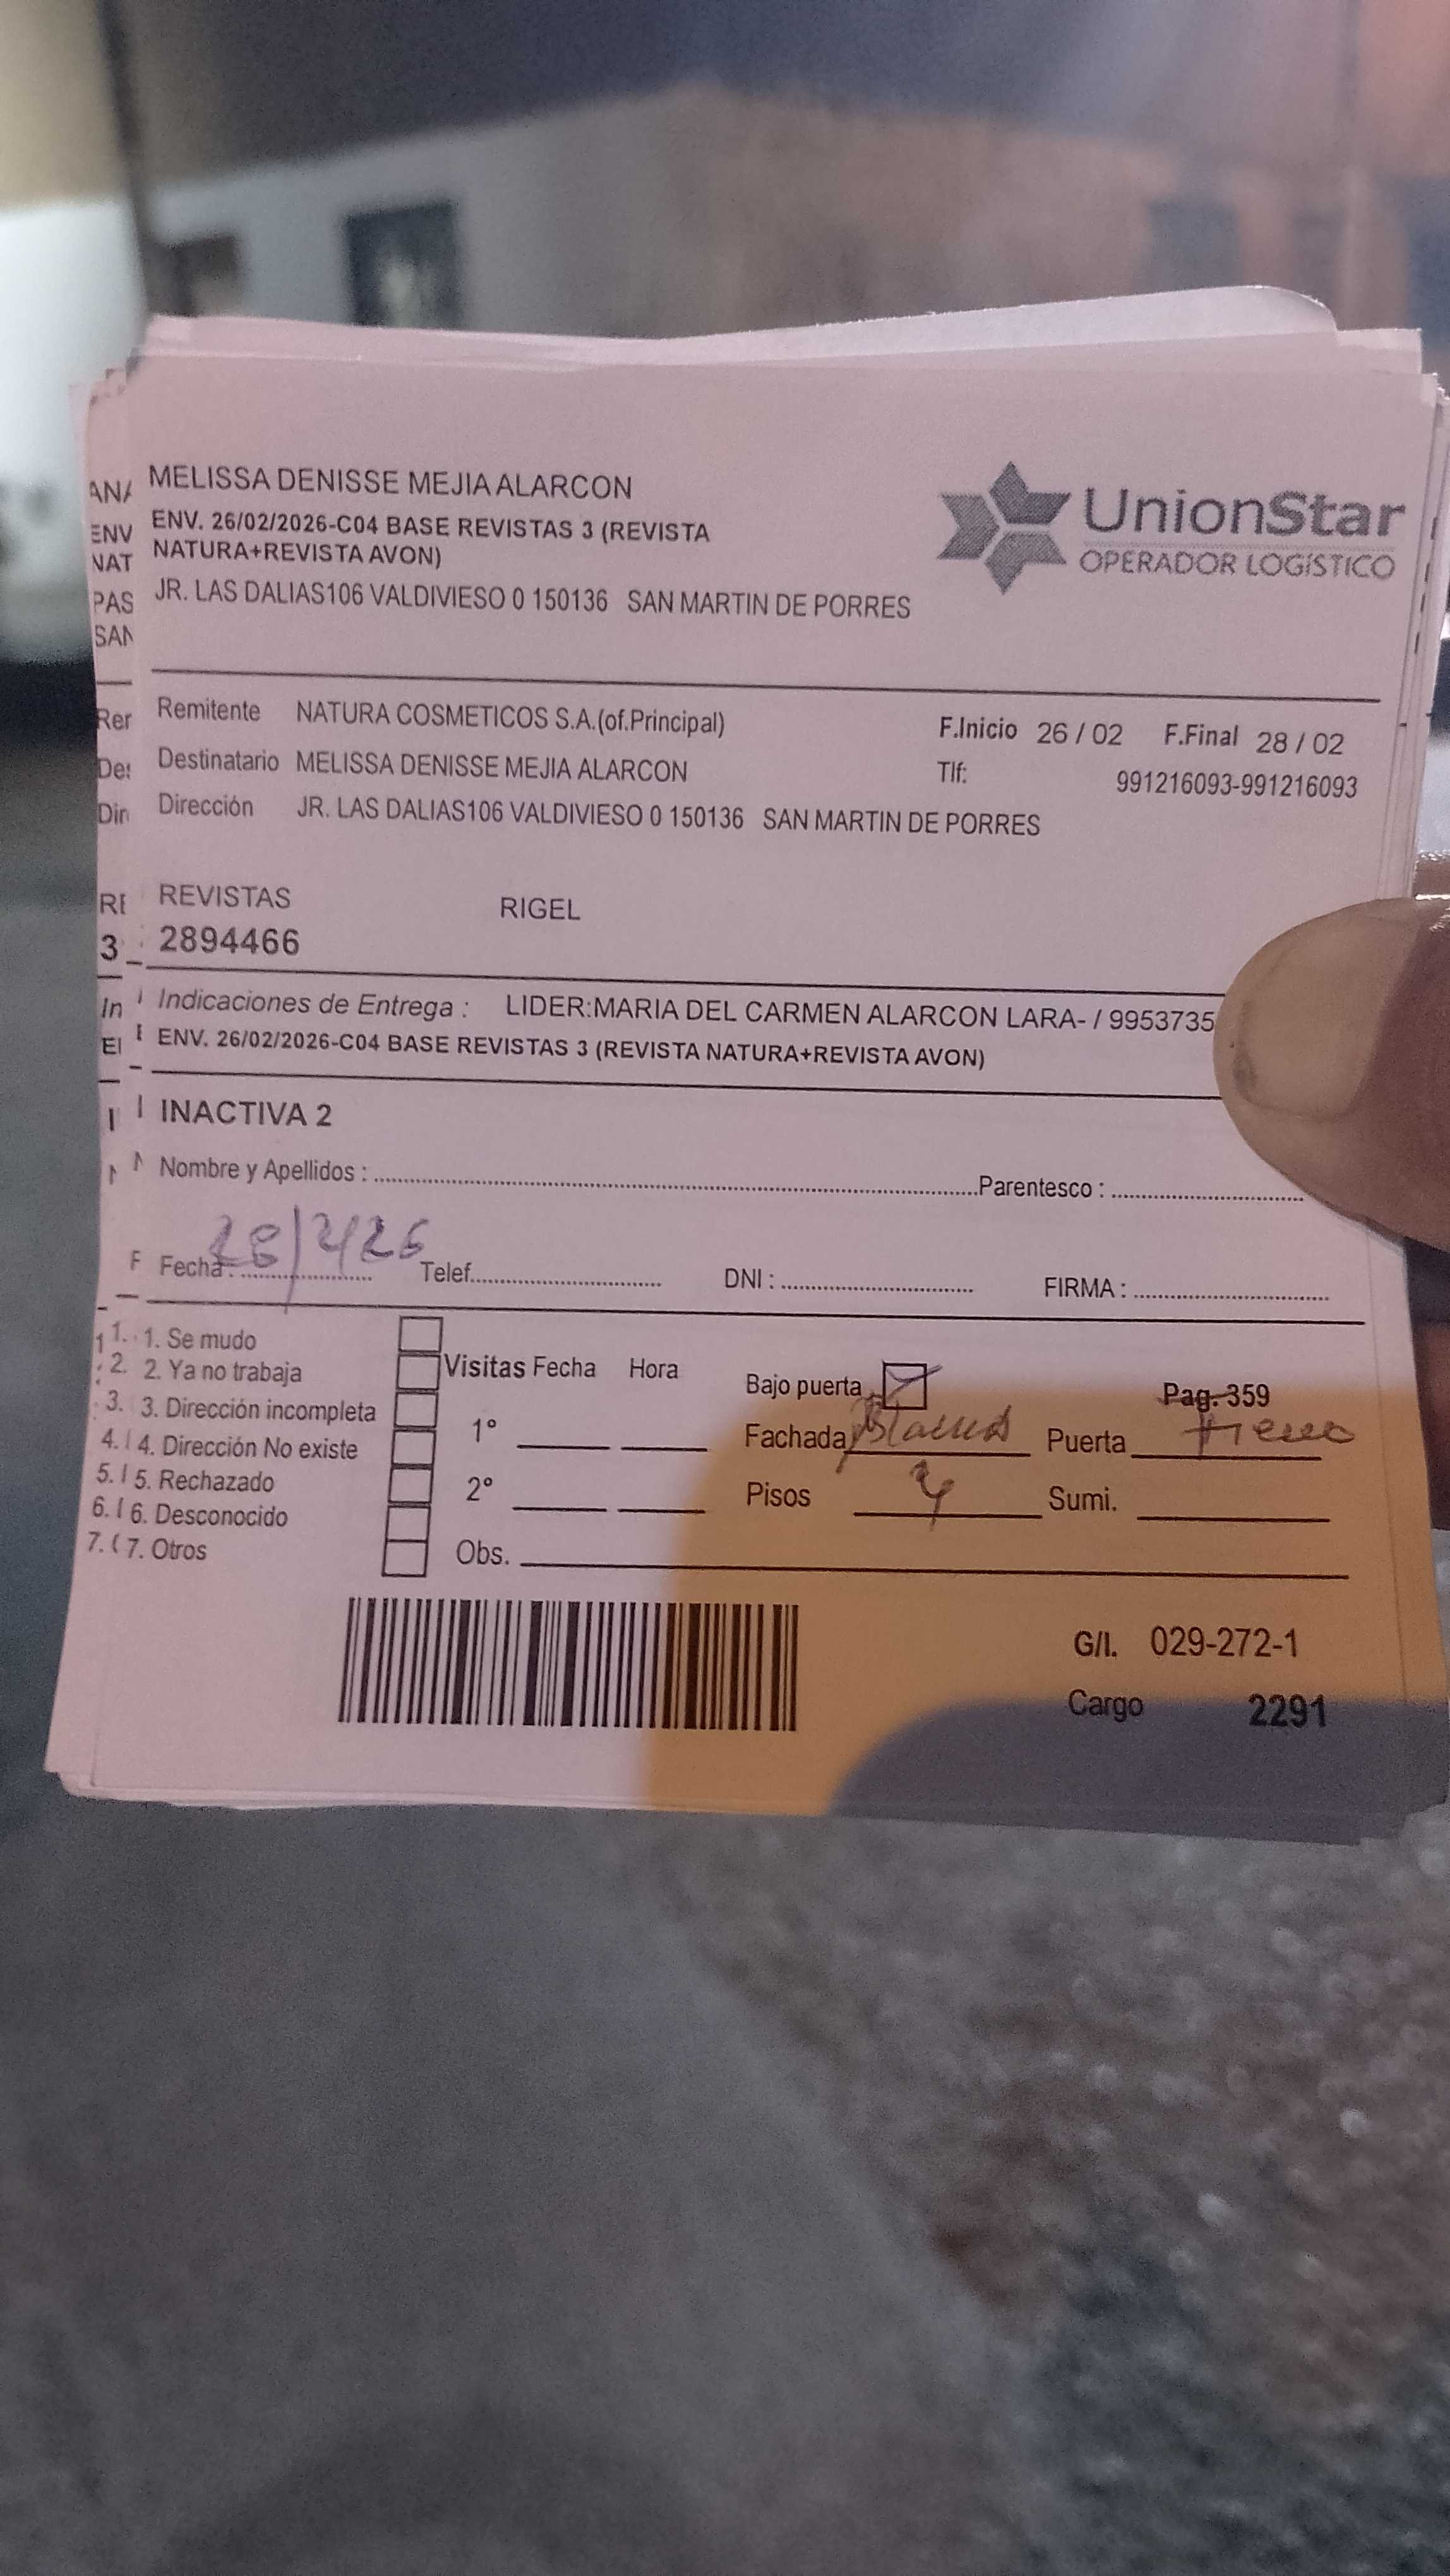 MELISSA DENISSE MEJIA ALARCON
ENV. 26/02/2026-C04 BASE REVISTAS 3 (REVISTA
NATURA+REVISTA AVON)
JR. LAS DALIAS106 VALDIVIESO 0 150136 SAN MARTIN DE PORRES
UnionStar
OPERADOR LOGÍSTICO
Remitente NATURA COSMETICOS S.A.(of.Principal) F.Inicio 26 / 02 F.Final 28 / 02
Destinatario MELISSA DENISSE MEJIA ALARCON Tlf: 991216093-991216093
Dirección JR. LAS DALIAS106 VALDIVIESO 0 150136 SAN MARTIN DE PORRES
REVISTAS RIGEL
2894466
Indicaciones de Entrega : LIDER:MARIA DEL CARMEN ALARCON LARA- / 9953735
ENV. 26/02/2026-C04 BASE REVISTAS 3 (REVISTA NATURA+REVISTA AVON)
INACTIVA 2
Nombre y Apellidos : Parentesco :
Fecha : 28/2/26 Telef. DNI : FIRMA :
1. Se mudo
2. Ya no trabaja
3. Dirección incompleta
4. Dirección No existe
5. Rechazado
6. Desconocido
7. Otros
Visitas Fecha Hora
1°
2°
Obs.
Bajo puerta Pag. 359
Fachada Puerta
Pisos Sumi.
G/I. 029-272-1
Cargo 2291